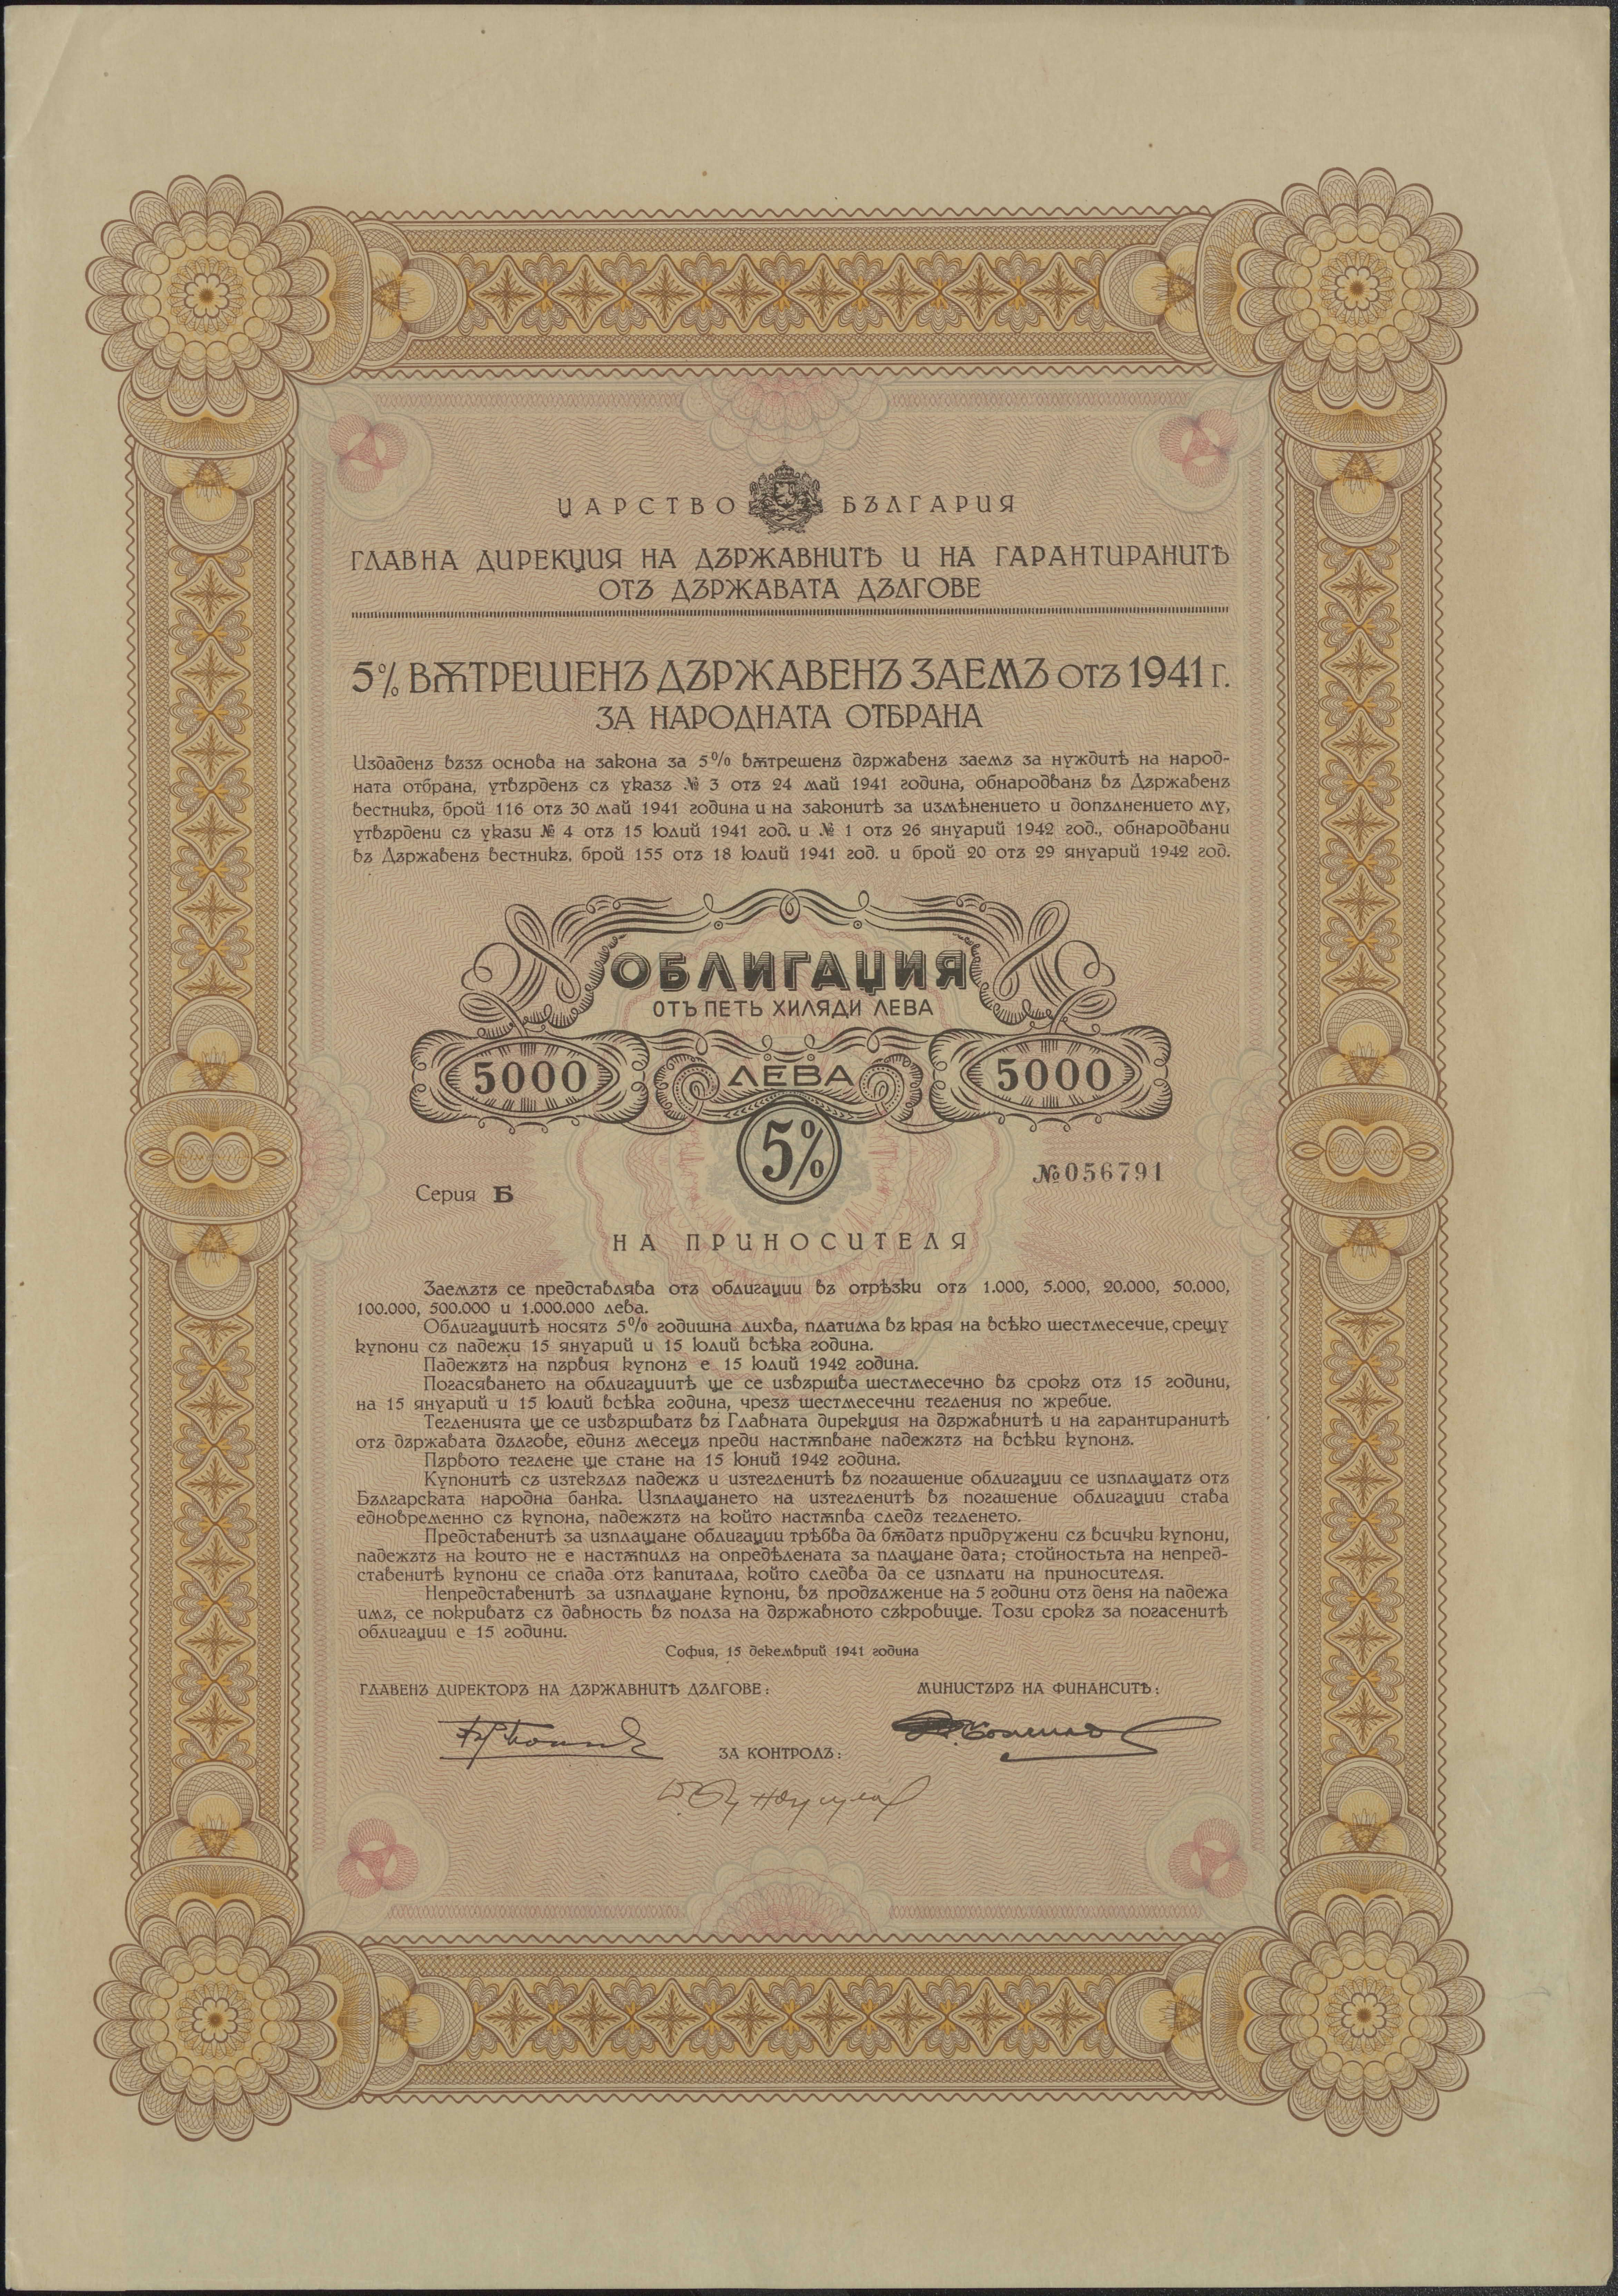 ЦАРСТВО БЪЛГАРИЯ
ГЛАВНА ДИРЕКЦИЯ НА ДЪРЖАВНИТѢ И НА ГАРАНТИРАНИТѢ
ОТЪ ДЪРЖАВАТА ДЪЛГОВЕ
5% ВѪТРЕШЕНЪ ДЪРЖАВЕНЪ ЗАЕМЪ ОТЪ 1941 Г.
ЗА НАРОДНАТА ОТБРАНА
Издаденъ възъ основа на закона за 5% вѫтрешенъ държавенъ заемъ за нуждитѣ на народ-
ната отбрана, утвърденъ съ указъ № 3 отъ 24 май 1941 година, обнародванъ въ Държавенъ
вестникъ, брой 116 отъ 30 май 1941 година и на законитѣ за измѣнението и допълнението му,
утвърдени съ укази № 4 отъ 15 юлий 1941 год. и № 1 отъ 26 януарий 1942 год., обнародвани
въ Държавенъ вестникъ, брой 155 отъ 18 юлий 1941 год. и брой 20 отъ 29 януарий 1942 год.
ОБЛИГАЦИЯ
ОТЪ ПЕТЬ ХИЛЯДИ ЛЕВА
5000 ЛЕВА 5000
5%
Серия Б №056791
НА ПРИНОСИТЕЛЯ
Заемътъ се представлява отъ облигации въ отрѣзки отъ 1.000, 5.000, 20.000, 50.000,
100.000, 500.000 и 1.000.000 лева.
Облигациитѣ носятъ 5% годишна лихва, платима въ края на всѣко шестмесечие, срещу
купони съ падежи 15 януарий и 15 юлий всѣка година.
Падежътъ на първия купонъ е 15 юлий 1942 година.
Погасяването на облигациитѣ ще се извършва шестмесечно въ срокъ отъ 15 години,
на 15 януарий и 15 юлий всѣка година, чрезъ шестмесечни тегления по жребие.
Тегленията ще се извършватъ въ Главната дирекция на държавнитѣ и на гарантиранитѣ
отъ държавата дългове, единъ месецъ преди настѫпване падежътъ на всѣки купонъ.
Първото теглене ще стане на 15 юний 1942 година.
Купонитѣ съ изтекълъ падежъ и изтегленитѣ въ погашение облигации се изплащатъ отъ
Българската народна банка. Изплащането на изтегленитѣ въ погашение облигации става
едновременно съ купона, падежътъ на който настѫпва следъ тегленето.
Представенитѣ за изплащане облигации трѣбва да бѫдатъ придружени съ всички купони,
падежътъ на които не е настѫпилъ на опредѣлената за плащане дата; стойностьта на непред-
ставенитѣ купони се спада отъ капитала, който следва да се изплати на приносителя.
Непредставенитѣ за изплащане купони, въ продължение на 5 години отъ деня на падежа
имъ, се покриватъ съ давность въ полза на държавното съкровище. Този срокъ за погасенитѣ
облигации е 15 години.
София, 15 декемврий 1941 година
ГЛАВЕНЪ ДИРЕКТОРЪ НА ДЪРЖАВНИТѢ ДЪЛГОВЕ: МИНИСТЪРЪ НА ФИНАНСИТѢ:
ЗА КОНТРОЛЪ: